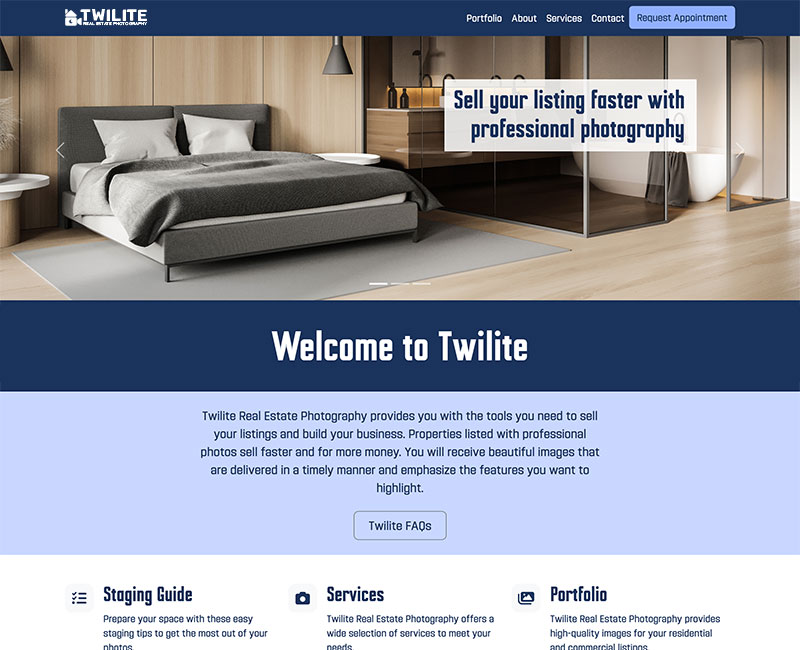 TWILITE
REAL ESTATE PHOTOGRAPHY
Portfolio About Services Contact Request Appointment
Sell your listing faster with
professional photography
Welcome to Twilite
Twilite Real Estate Photography provides you with the tools you need to sell
your listings and build your business. Properties listed with professional
photos sell faster and for more money. You will receive beautiful images that
are delivered in a timely manner and emphasize the features you want to
highlight.
Twilite FAQs
Staging Guide
Prepare your space with these easy
staging tips to get the most out of your
photos.
Services
Twilite Real Estate Photography offers a
wide selection of services to meet your
needs.
Portfolio
Twilite Real Estate Photography provides
high-quality images for your residential
and commercial listings.